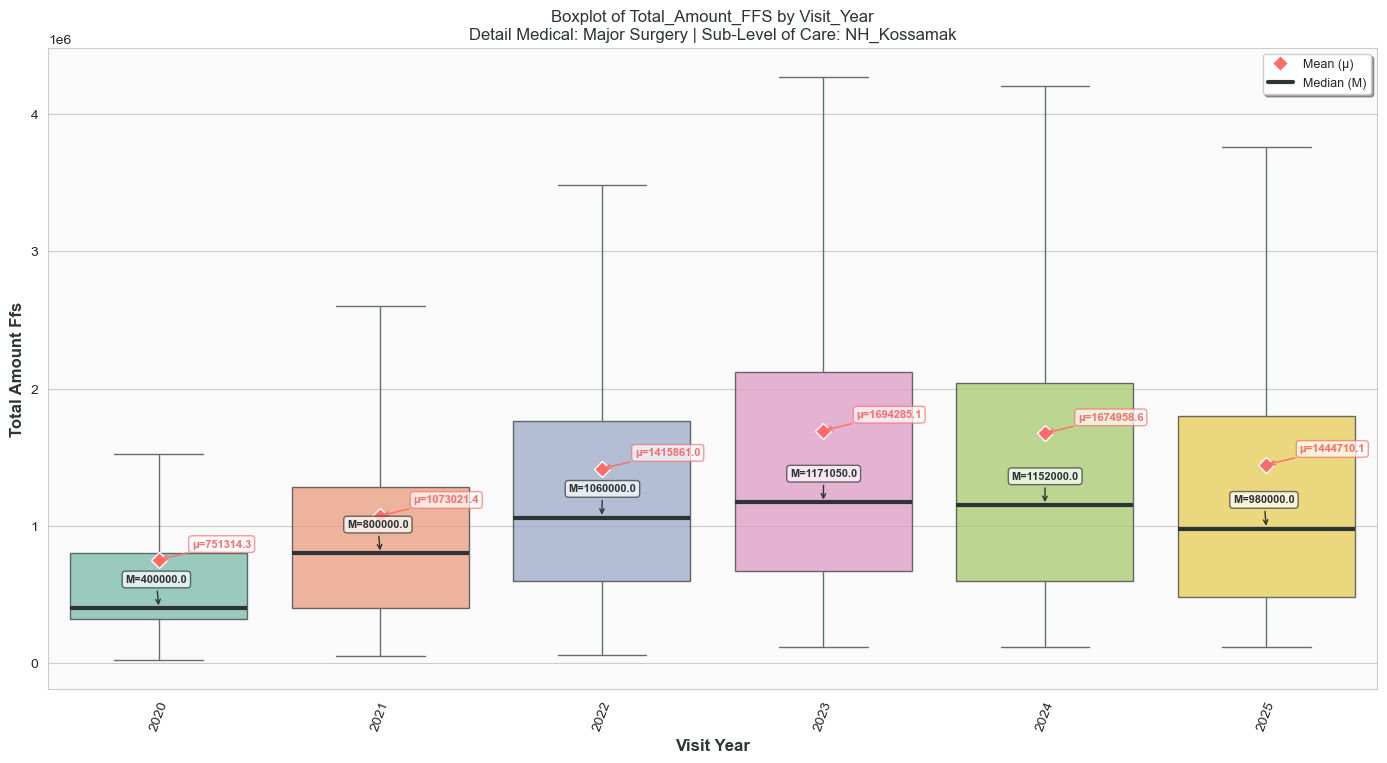 Boxplot of Total_Amount_FFS by Visit_Year
Detail Medical: Major Surgery | Sub-Level of Care: NH_Kossamak
1e6
Mean (μ)
Median (M)
4
3
2
1
0
Total Amount Ffs
μ=751314.3
M=400000.0
μ=1073021.4
M=800000.0
μ=1415861.0
M=1060000.0
μ=1694285.1
M=1171050.0
μ=1674958.6
M=1152000.0
μ=1444710.1
M=980000.0
2020
2021
2022
2023
2024
2025
Visit Year